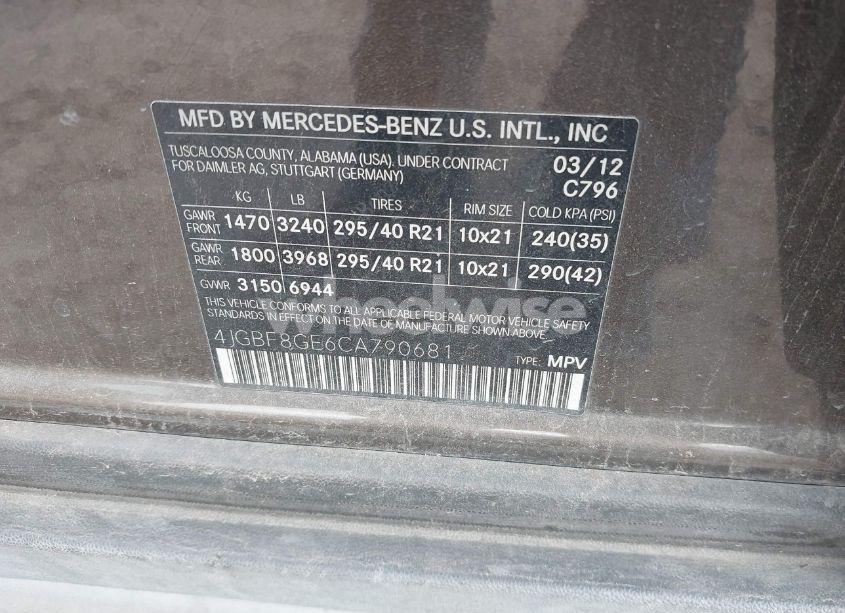 MFD BY MERCEDES-BENZ U.S. INTL., INC
TUSCALOOSA COUNTY, ALABAMA (USA). UNDER CONTRACT
FOR DAIMLER AG, STUTTGART (GERMANY)
03/12
C796
KG LB TIRES RIM SIZE COLD KPA (PSI)
GAWR FRONT 1470 3240 295/40 R21 10x21 240(35)
GAWR REAR 1800 3968 295/40 R21 10x21 290(42)
GVWR 3150 6944
THIS VEHICLE CONFORMS TO ALL APPLICABLE FEDERAL MOTOR VEHICLE SAFETY
STANDARDS IN EFFECT ON THE DATE OF MANUFACTURE SHOWN ABOVE.
4JGBF8GE6CA790681
TYPE: MPV
wheelwise